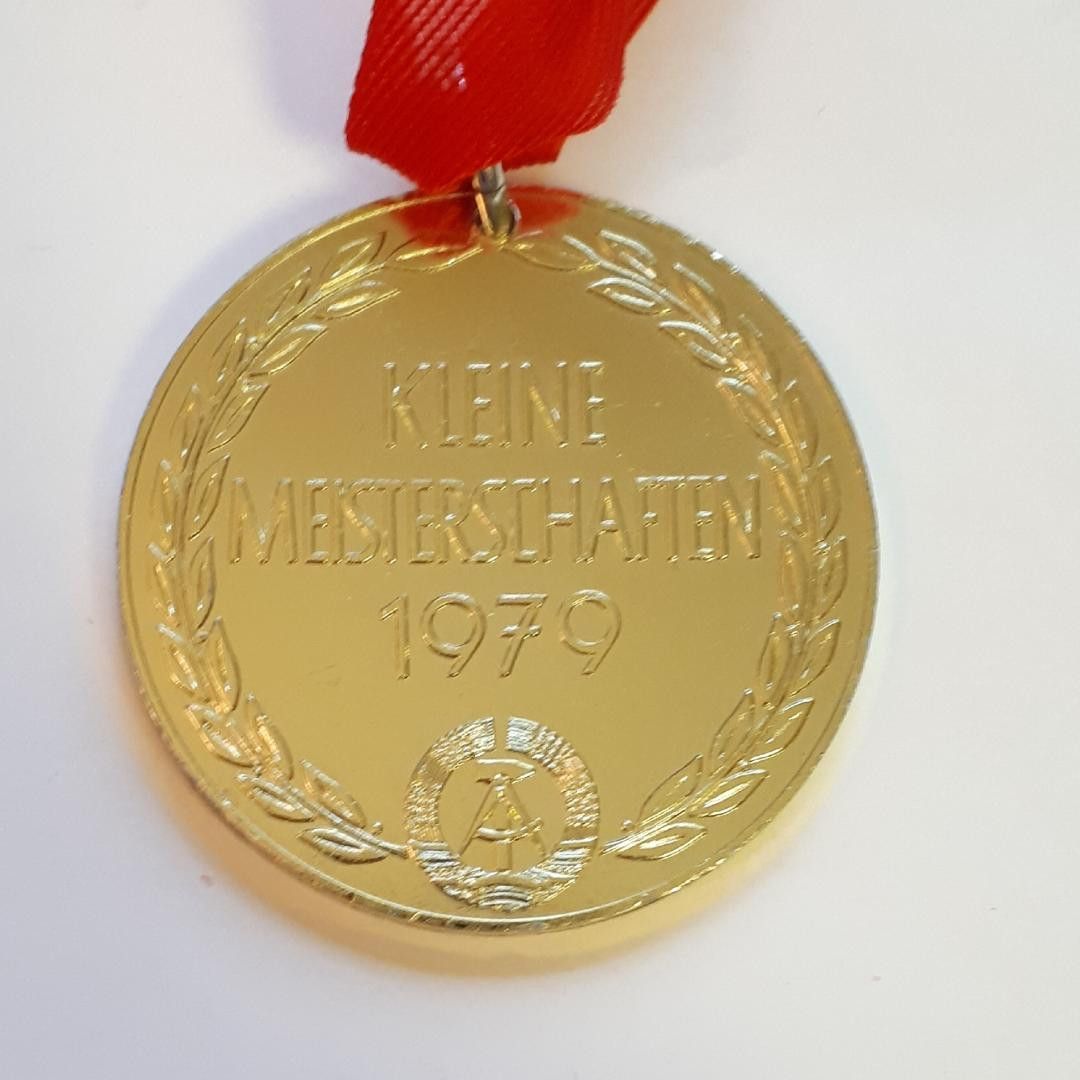 KLEINE
MEISTERSCHAFTEN
1979